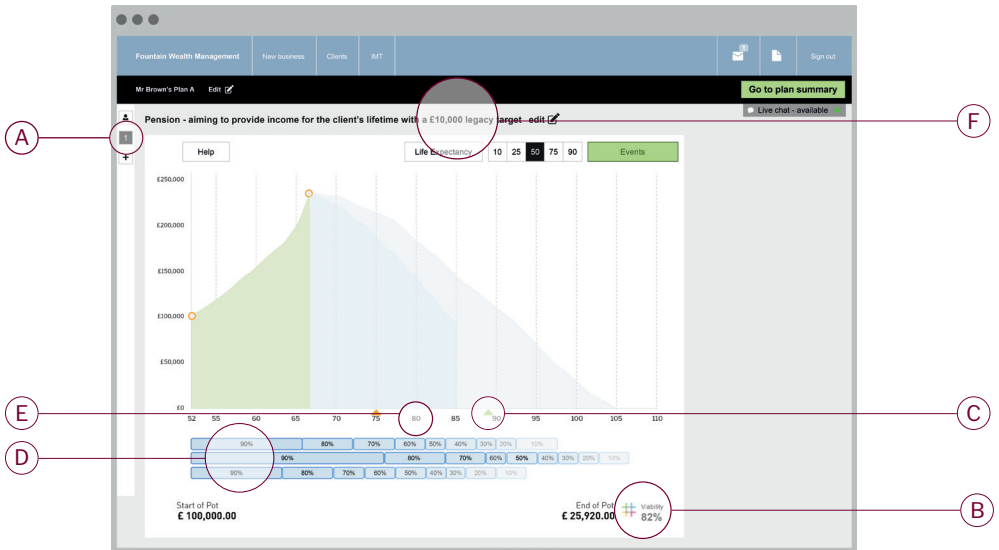 1
Fountain Wealth Management New business Clients IMT Sign out
Mr Brown's Plan A Edit Go to plan summary
Live chat - available
Pension - aiming to provide income for the client's lifetime with a £10,000 legacy target edit
F
A
1
Help Life Expectancy 10 25 50 75 90 Events
£250,000
£200,000
£150,000
£100,000
£50,000
£0
52 55 60 65 70 75 80 85 90 95 100 105 110
E
C
90% 80% 70% 60% 50% 40% 30% 20% 10%
D
90% 80% 70% 60% 50% 40% 30% 20% 10%
90% 80% 70% 60% 50% 40% 30% 20% 10%
Start of Pot End of Pot Viability
£ 100,000.00 £ 25,920.00 82%
B